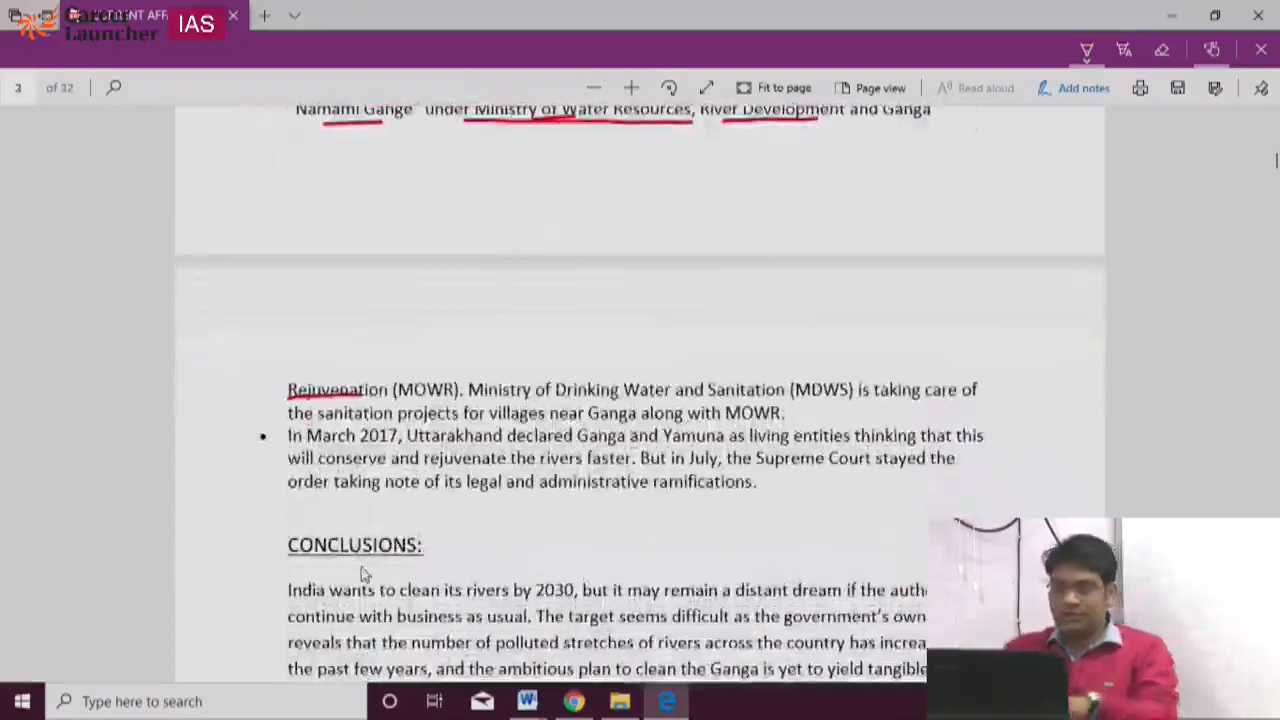 CURRENT AFF
Career
Launcher
IAS
3 of 32
Fit to page
Page view
Read aloud
Add notes
Namami Gange" under Ministry of Water Resources, River Development and Ganga
Rejuvenation (MOWR). Ministry of Drinking Water and Sanitation (MDWS) is taking care of
the sanitation projects for villages near Ganga along with MOWR.
• In March 2017, Uttarakhand declared Ganga and Yamuna as living entities thinking that this
will conserve and rejuvenate the rivers faster. But in July, the Supreme Court stayed the
order taking note of its legal and administrative ramifications.
CONCLUSIONS:
India wants to clean its rivers by 2030, but it may remain a distant dream if the auth
continue with business as usual. The target seems difficult as the government's own
reveals that the number of polluted stretches of rivers across the country has increa
the past few years, and the ambitious plan to clean the Ganga is yet to yield tangible
Type here to search